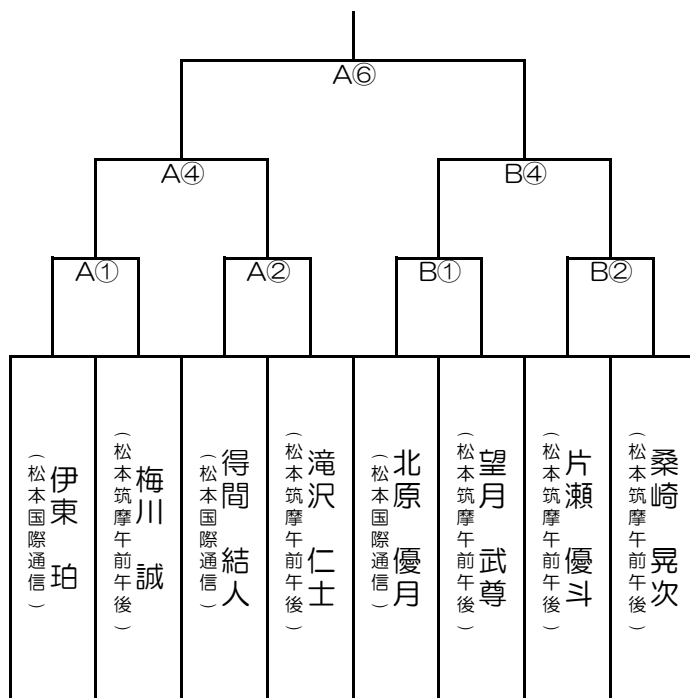 A⑥
A④
B④
A①
A②
B①
B②
伊東　珀
（松本国際通信）
梅川　誠
（松本筑摩午前午後）
得間　結人
（松本国際通信）
滝沢　仁士
（松本筑摩午前午後）
北原　優月
（松本国際通信）
望月　武尊
（松本筑摩午前午後）
片瀬　優斗
（松本筑摩午前午後）
桑崎　晃次
（松本筑摩午前午後）